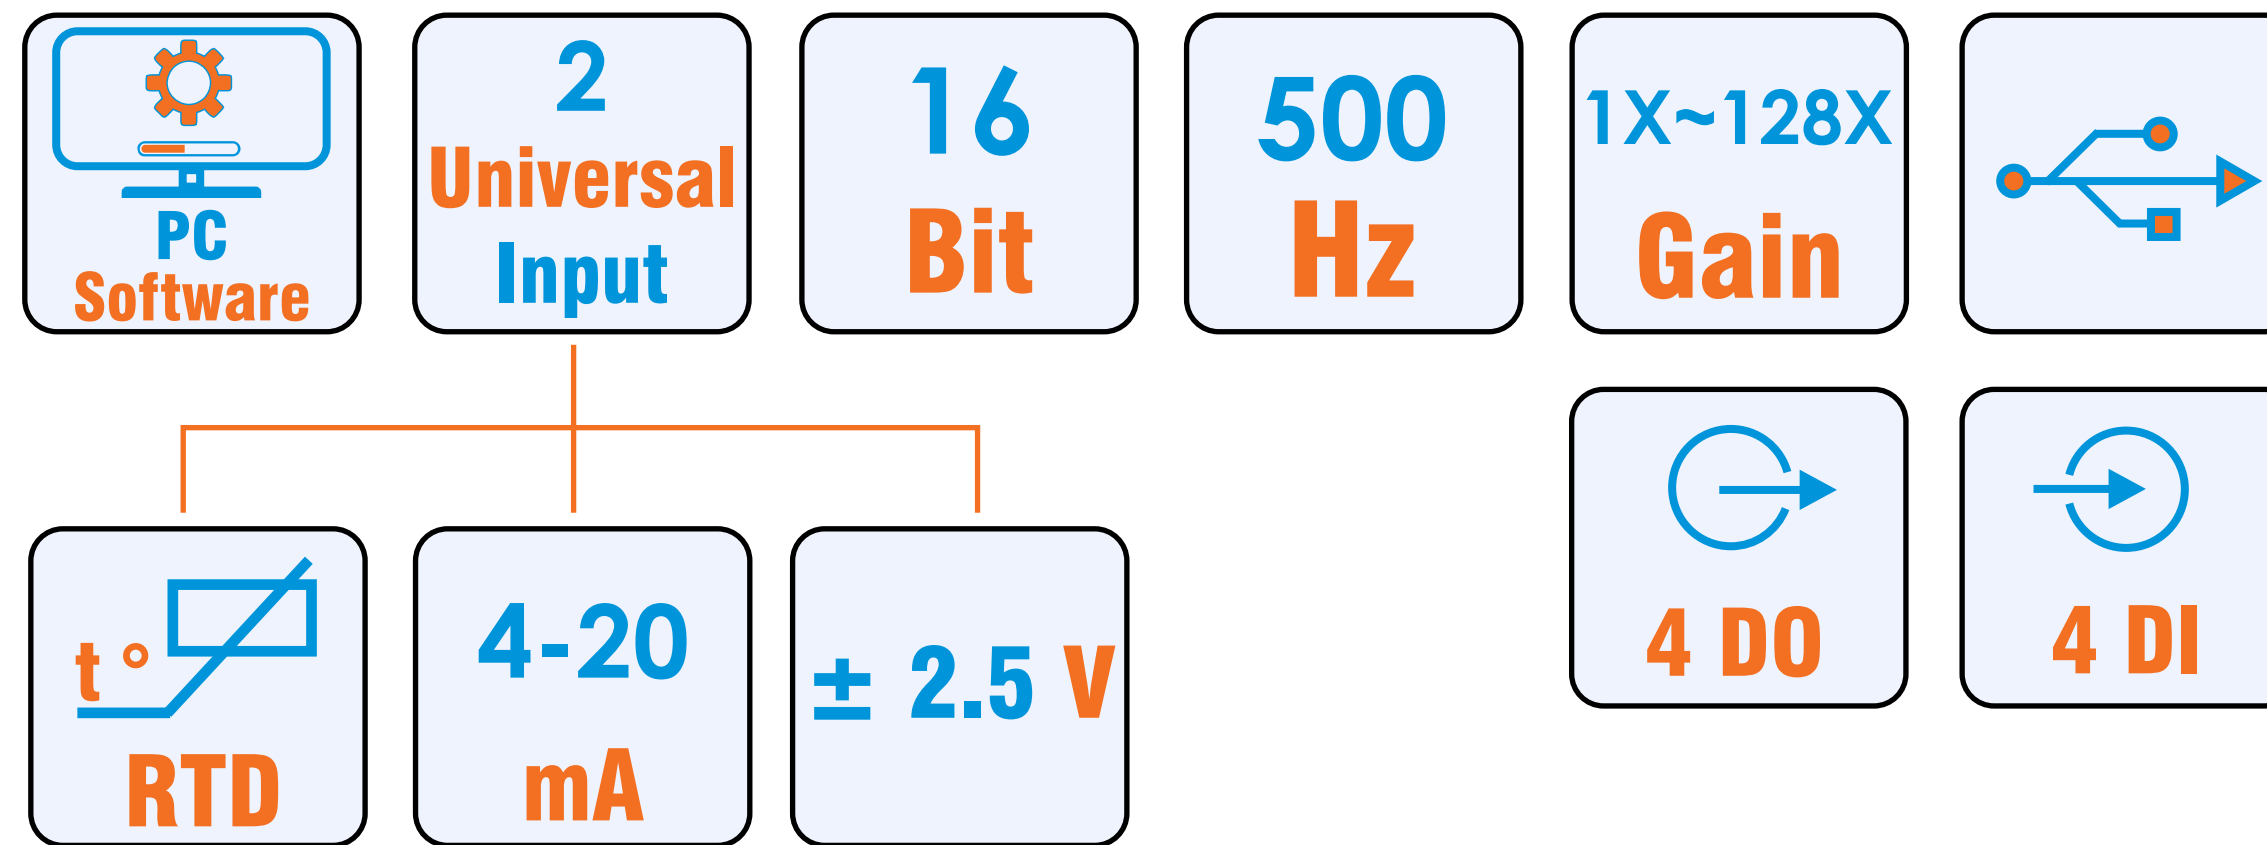 PC
Software
2
Universal
Input
16
Bit
500
Hz
1X~128X
Gain
t°
RTD
4-20
mA
± 2.5 V
4 DO
4 DI